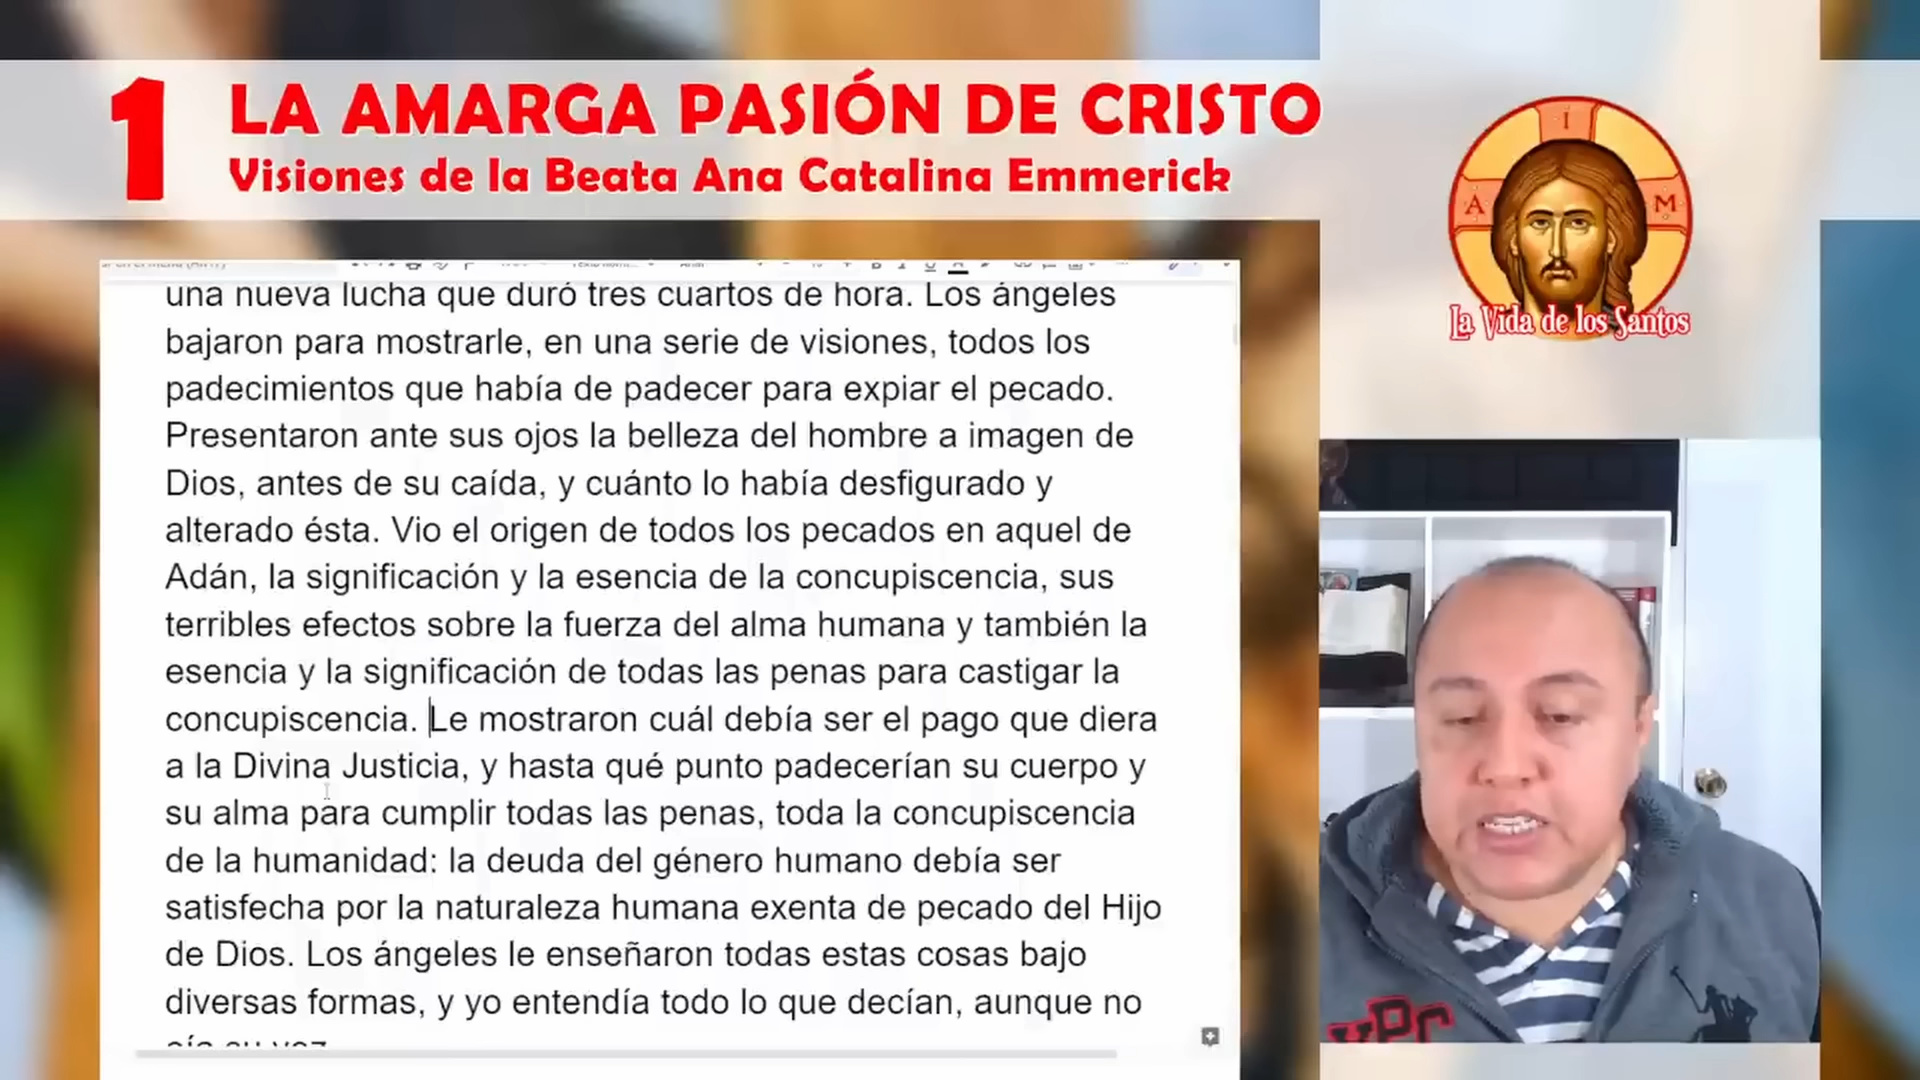 1
LA AMARGA PASIÓN DE CRISTO
Visiones de la Beata Ana Catalina Emmerick
I
A
M
La Vida de los Santos
una nueva lucha que duró tres cuartos de hora. Los ángeles
bajaron para mostrarle, en una serie de visiones, todos los
padecimientos que había de padecer para expiar el pecado.
Presentaron ante sus ojos la belleza del hombre a imagen de
Dios, antes de su caída, y cuánto lo había desfigurado y
alterado ésta. Vio el origen de todos los pecados en aquel de
Adán, la significación y la esencia de la concupiscencia, sus
terribles efectos sobre la fuerza del alma humana y también la
esencia y la significación de todas las penas para castigar la
concupiscencia. Le mostraron cuál debía ser el pago que diera
a la Divina Justicia, y hasta qué punto padecerían su cuerpo y
su alma para cumplir todas las penas, toda la concupiscencia
de la humanidad: la deuda del género humano debía ser
satisfecha por la naturaleza humana exenta de pecado del Hijo
de Dios. Los ángeles le enseñaron todas estas cosas bajo
diversas formas, y yo entendía todo lo que decían, aunque no